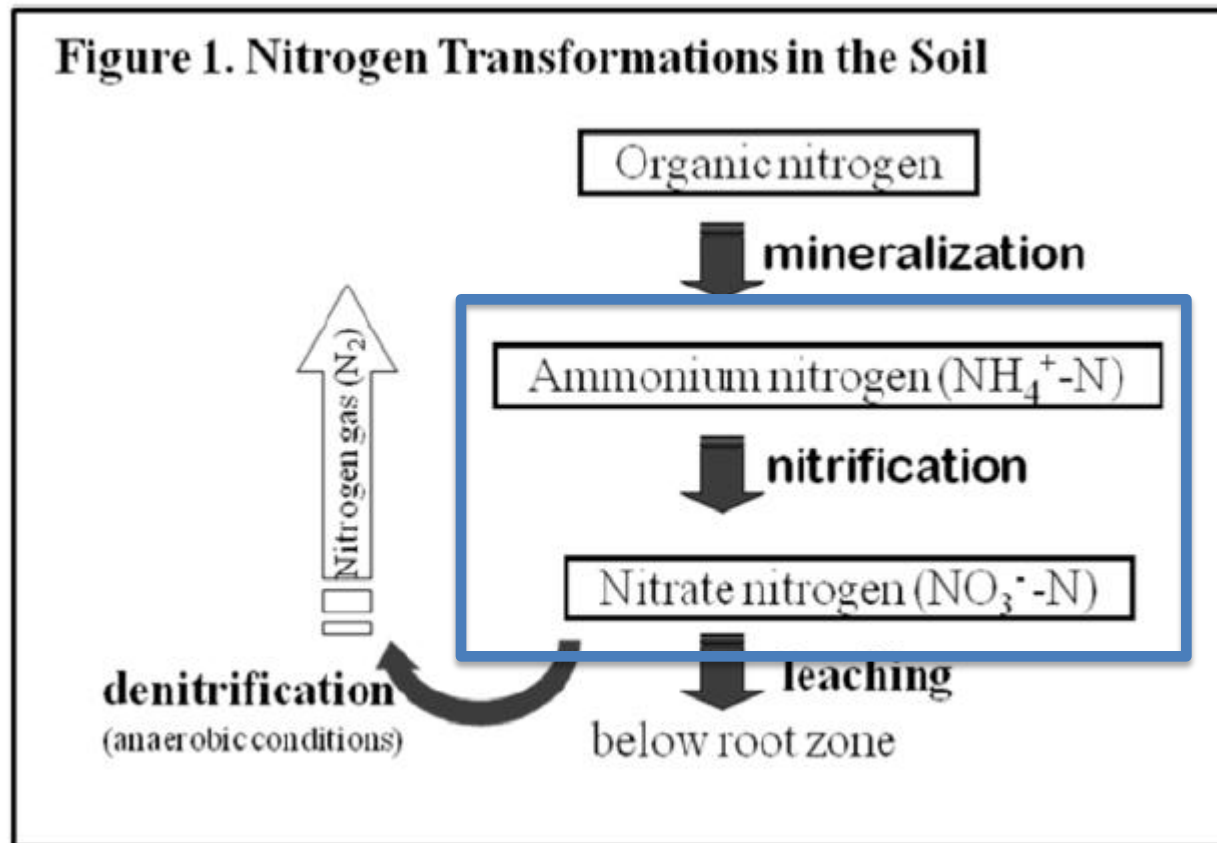 Figure 1. Nitrogen Transformations in the Soil
Organic nitrogen
mineralization
Ammonium nitrogen (NH₄⁺-N)
nitrification
Nitrate nitrogen (NO₃⁻-N)
leaching
below root zone
denitrification
(anaerobic conditions)
Nitrogen gas (N₂)